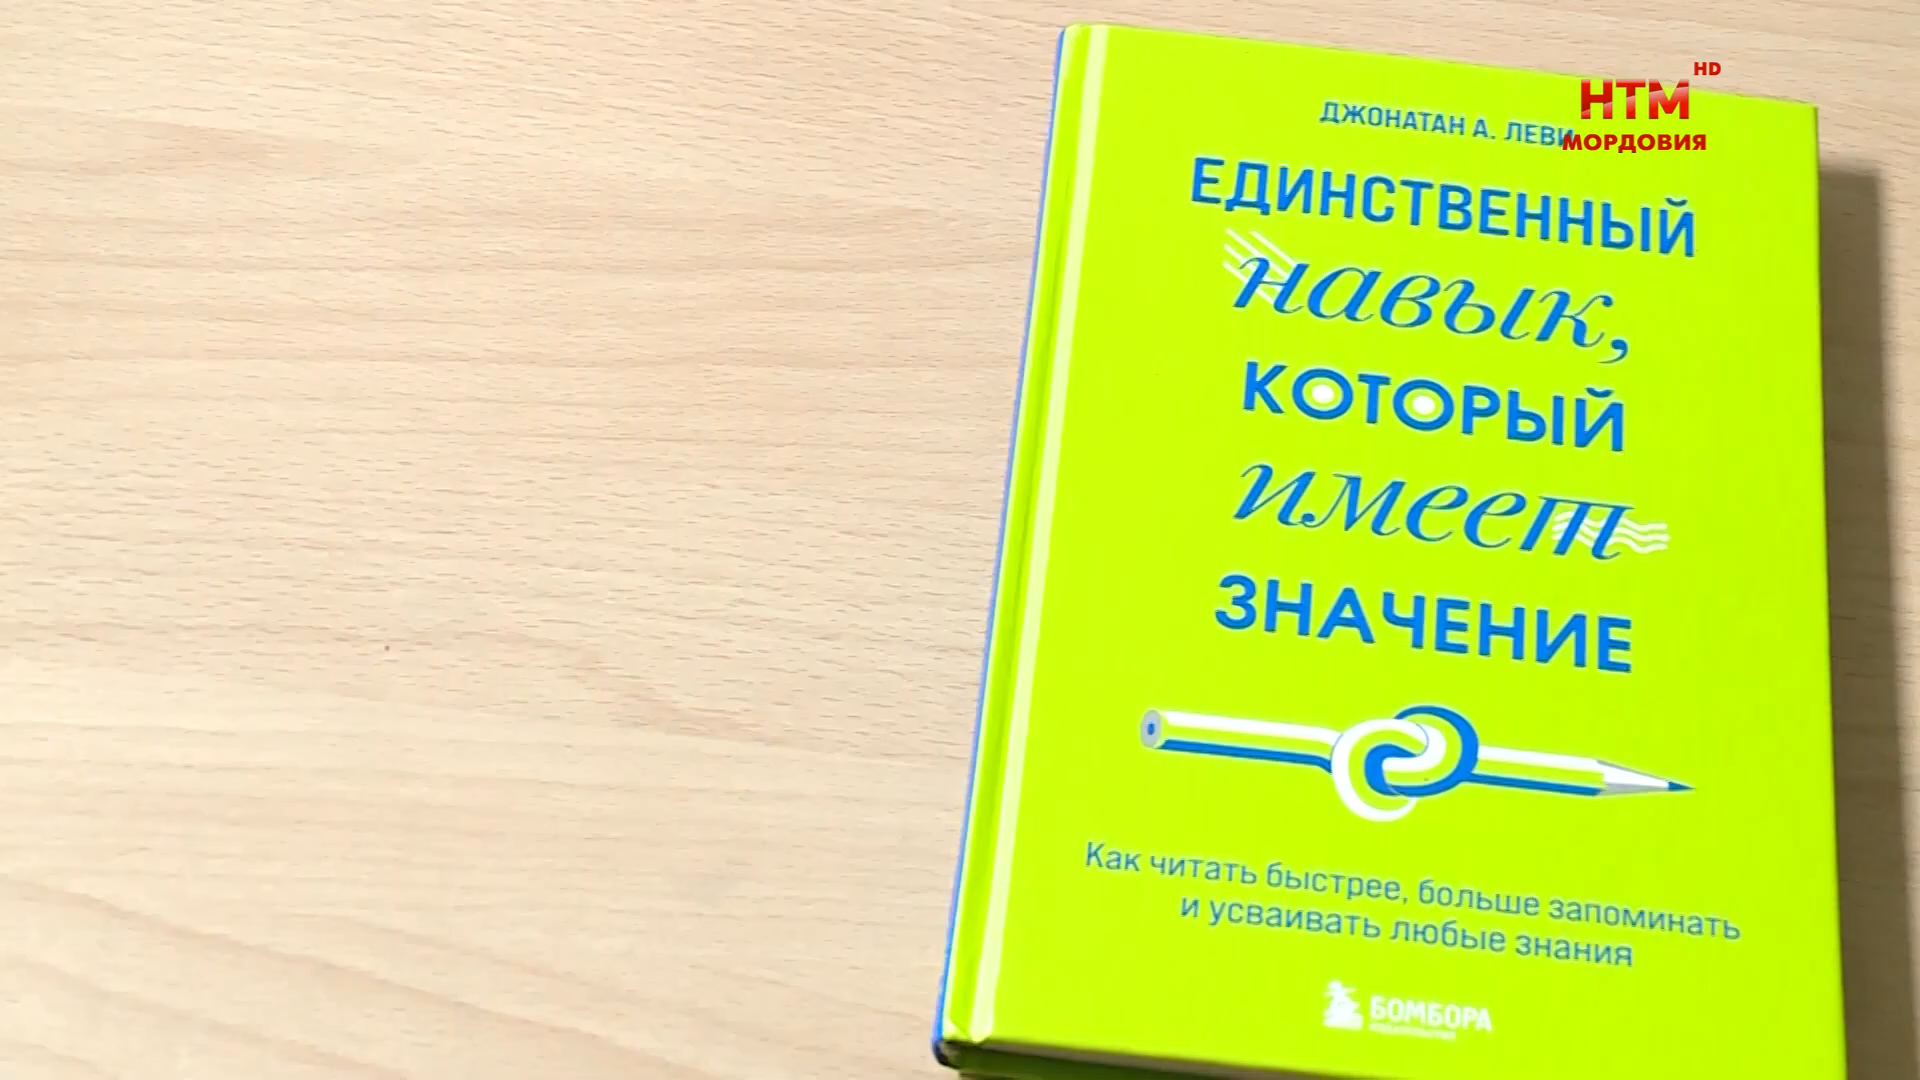 HD
НТМ
МОРДОВИЯ
ДЖОНАТАН А. ЛЕВИ
ЕДИНСТВЕННЫЙ
навык,
КОТОРЫЙ
имеет
ЗНАЧЕНИЕ
Как читать быстрее, больше запоминать
и усваивать любые знания
БОМБОРА
ИЗДАТЕЛЬСТВО